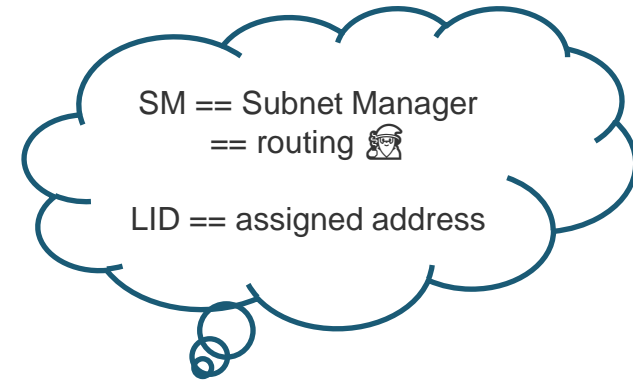 SM == Subnet Manager
== routing 🧙
LID == assigned address